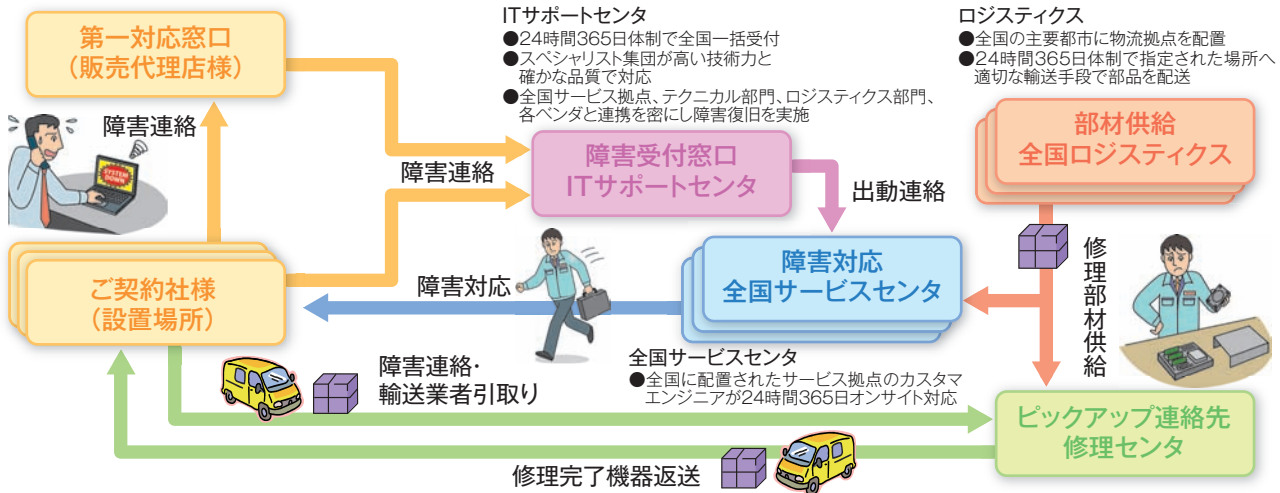 ITサポートセンタ
●24時間365日体制で全国一括受付
●スペシャリスト集団が高い技術力と
確かな品質で対応
●全国サービス拠点、テクニカル部門、ロジスティクス部門、
各ベンダと連携を密にし障害復旧を実施
ロジスティクス
●全国の主要都市に物流拠点を配置
●24時間365日体制で指定された場所へ
適切な輸送手段で部品を配送
第一対応窓口
(販売代理店様)
障害連絡
SYSTEM
DOWN
障害連絡
障害受付窓口
ITサポートセンタ
出動連絡
部材供給
全国ロジスティクス
修理部材供給
ご契約社様
(設置場所)
障害対応
障害対応
全国サービスセンタ
全国サービスセンタ
●全国に配置されたサービス拠点のカスタマ
エンジニアが24時間365日オンサイト対応
障害連絡・
輸送業者引取り
ピックアップ連絡先
修理センタ
修理完了機器返送